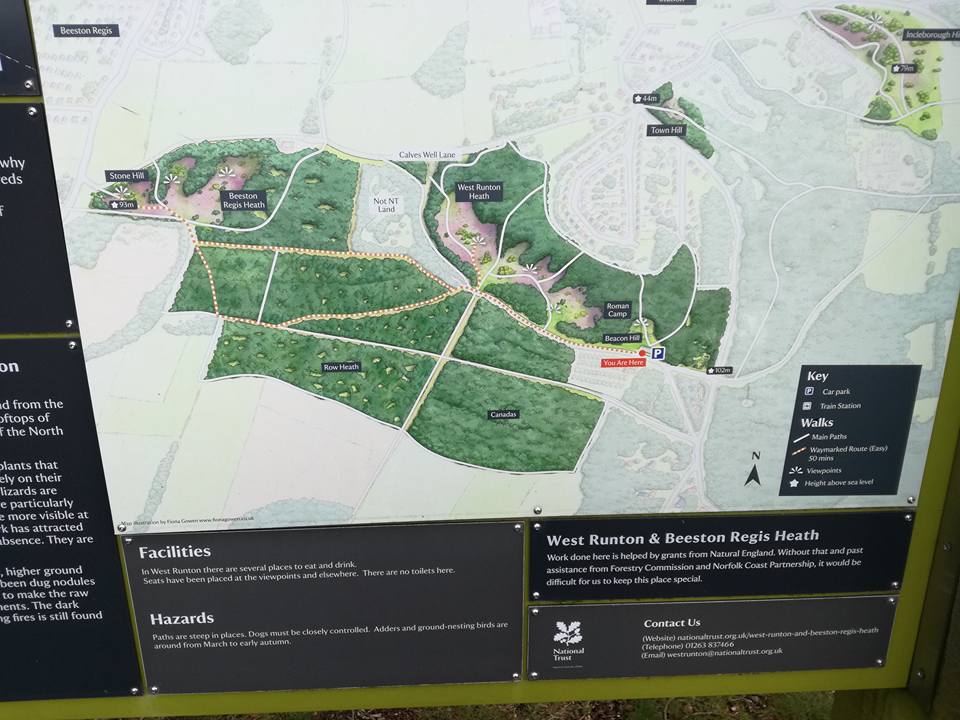 Beeston Regis
Incleborough
79m
44m
Town Hill
Calves Well Lane
Stone Hill
93m
Beeston
Regis Heath
Not NT
Land
West Runton
Heath
Roman
Camp
Beacon Hill
You Are Here
P
102m
Row Heath
Canadas
Key
P Car park
Train Station
Walks
Main Paths
Waymarked Route (Easy)
50 mins
Viewpoints
Height above sea level
N
Map illustration by Fiona Gowen www.fionagowen.co.uk
why
eds
f
on
d from the
oftops of
f the North
plants that
ely on their
lizards are
e particularly
e more visible at
rk has attracted
absence. They are
, higher ground
been dug nodules
to make the raw
ments. The dark
ng fires is still found
Facilities
In West Runton there are several places to eat and drink.
Seats have been placed at the viewpoints and elsewhere. There are no toilets here.
Hazards
Paths are steep in places. Dogs must be closely controlled. Adders and ground-nesting birds are
around from March to early autumn.
West Runton & Beeston Regis Heath
Work done here is helped by grants from Natural England. Without that and past
assistance from Forestry Commission and Norfolk Coast Partnership, it would be
difficult for us to keep this place special.
National
Trust
Contact Us
(Website) nationaltrust.org.uk/west-runton-and-beeston-regis-heath
(Telephone) 01263 837466
(Email) westrunton@nationaltrust.org.uk